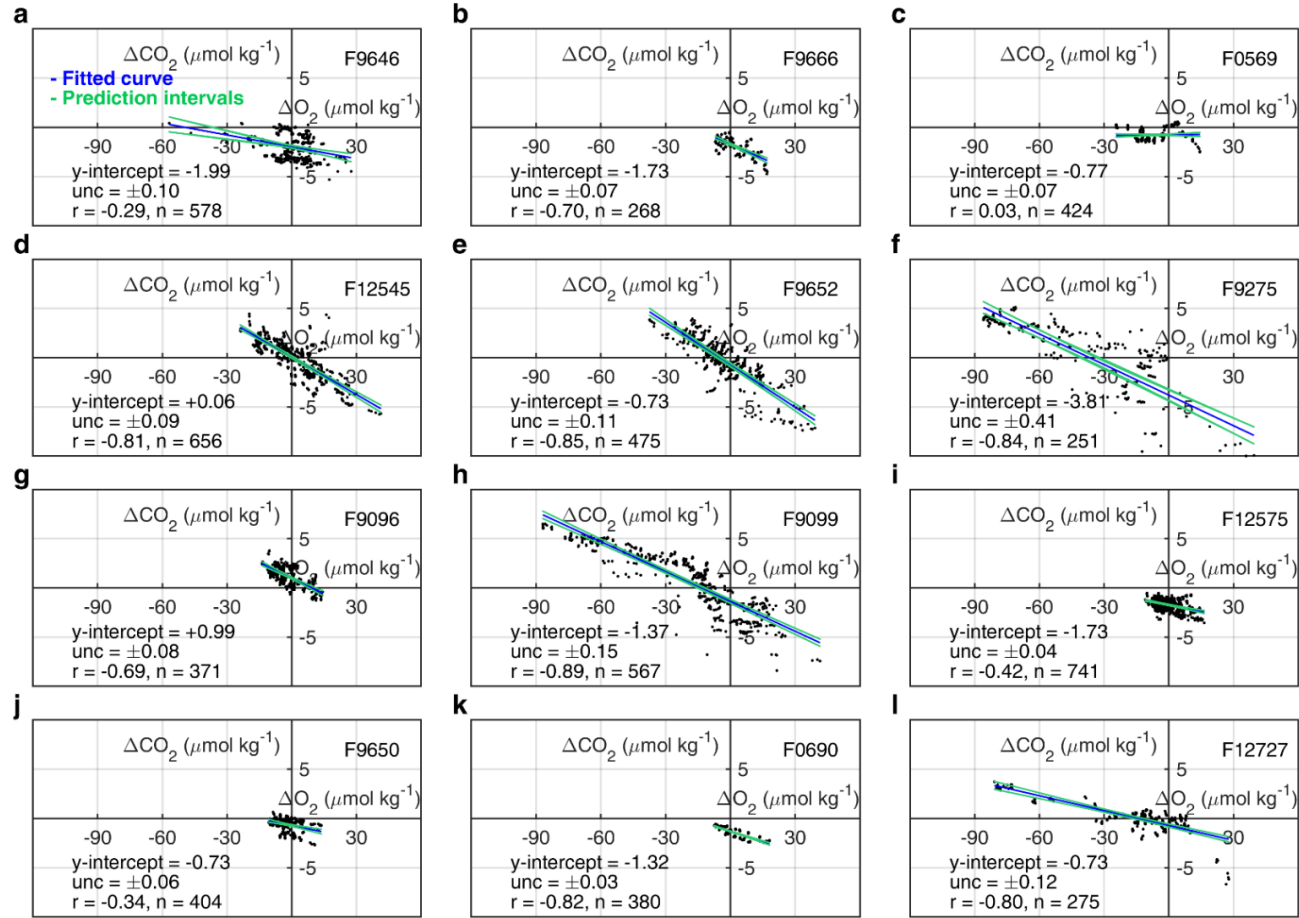 a
ΔCO2 (μmol kg-1)
F9646
- Fitted curve
5
- Prediction intervals
ΔO2 (μmol kg-1)
-90 -60 -30 30
y-intercept = -1.99
-5
unc = ±0.10
r = -0.29, n = 578
b
ΔCO2 (μmol kg-1)
F9666
5
ΔO2 (μmol kg-1)
-90 -60 -30 30
y-intercept = -1.73
-5
unc = ±0.07
r = -0.70, n = 268
c
ΔCO2 (μmol kg-1)
F0569
5
ΔO2 (μmol kg-1)
-90 -60 -30 30
y-intercept = -0.77
-5
unc = ±0.07
r = 0.03, n = 424
d
ΔCO2 (μmol kg-1)
F12545
5
ΔO2 (μmol kg-1)
-90 -60 -30 30
y-intercept = +0.06
-5
unc = ±0.09
r = -0.81, n = 656
e
ΔCO2 (μmol kg-1)
F9652
5
ΔO2 (μmol kg-1)
-90 -60 -30 30
y-intercept = -0.73
-5
unc = ±0.11
r = -0.85, n = 475
f
ΔCO2 (μmol kg-1)
F9275
5
ΔO2 (μmol kg-1)
-90 -60 -30 30
y-intercept = -3.81
-5
unc = ±0.41
r = -0.84, n = 251
g
ΔCO2 (μmol kg-1)
F9096
5
ΔO2 (μmol kg-1)
-90 -60 -30 30
y-intercept = +0.99
-5
unc = ±0.08
r = -0.69, n = 371
h
ΔCO2 (μmol kg-1)
F9099
5
ΔO2 (μmol kg-1)
-90 -60 -30 30
y-intercept = -1.37
-5
unc = ±0.15
r = -0.89, n = 567
i
ΔCO2 (μmol kg-1)
F12575
5
ΔO2 (μmol kg-1)
-90 -60 -30 30
y-intercept = -1.73
-5
unc = ±0.04
r = -0.42, n = 741
j
ΔCO2 (μmol kg-1)
F9650
5
ΔO2 (μmol kg-1)
-90 -60 -30 30
y-intercept = -0.73
-5
unc = ±0.06
r = -0.34, n = 404
k
ΔCO2 (μmol kg-1)
F0690
5
ΔO2 (μmol kg-1)
-90 -60 -30 30
y-intercept = -1.32
-5
unc = ±0.03
r = -0.82, n = 380
l
ΔCO2 (μmol kg-1)
F12727
5
ΔO2 (μmol kg-1)
-90 -60 -30 30
y-intercept = -0.73
-5
unc = ±0.12
r = -0.80, n = 275